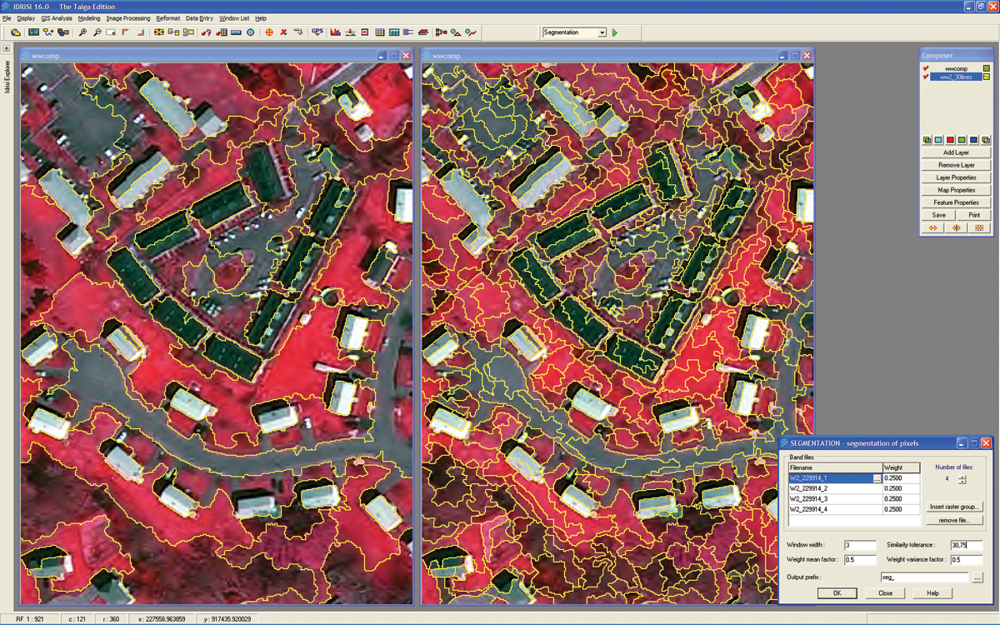 IDRISI 16.0 The Taiga Edition
File Display GIS Analysis Modeling Image Processing Reformat Data Entry Window List Help
GPS Segmentation
Idrisi Explorer
wwcomp
wwcomp
Composer
wwcomp
ww2_30lines
Add Layer
Remove Layer
Layer Properties
Map Properties
Feature Properties
Save Print
SEGMENTATION - segmentation of pixels
Band files
Filename Weight Number of files:
W2_229914_1 ... 0.2500 4
W2_229914_2 0.2500
W2_229914_3 0.2500
W2_229914_4 0.2500
Insert raster group...
remove file...
Window width : 3 Similarity tolerance : 30,75
Weight mean factor : 0.5 Weight variance factor : 0.5
Output prefix : seg_ ...
OK Close Help
RF 1 : 921 c : 121 r : 360 x : 227558.963859 y : 917435.920029